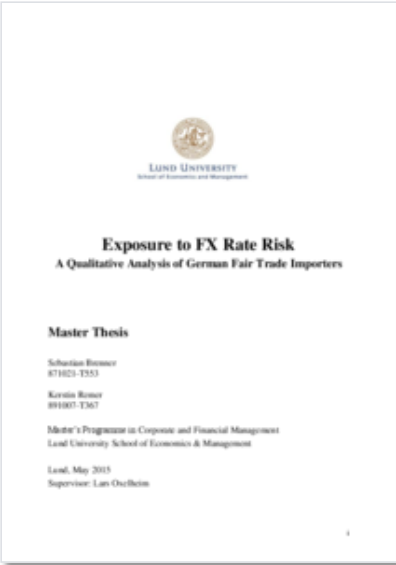 LUND UNIVERSITY
School of Economics and Management
Exposure to FX Rate Risk
A Qualitative Analysis of German Fair Trade Importers
Master Thesis
Sebastian Brenner
871021-T553
Kerstin Remer
891007-T367
Master's Programme in Corporate and Financial Management
Lund University School of Economics & Management
Lund, May 2015
Supervisor: Lars Oxelheim